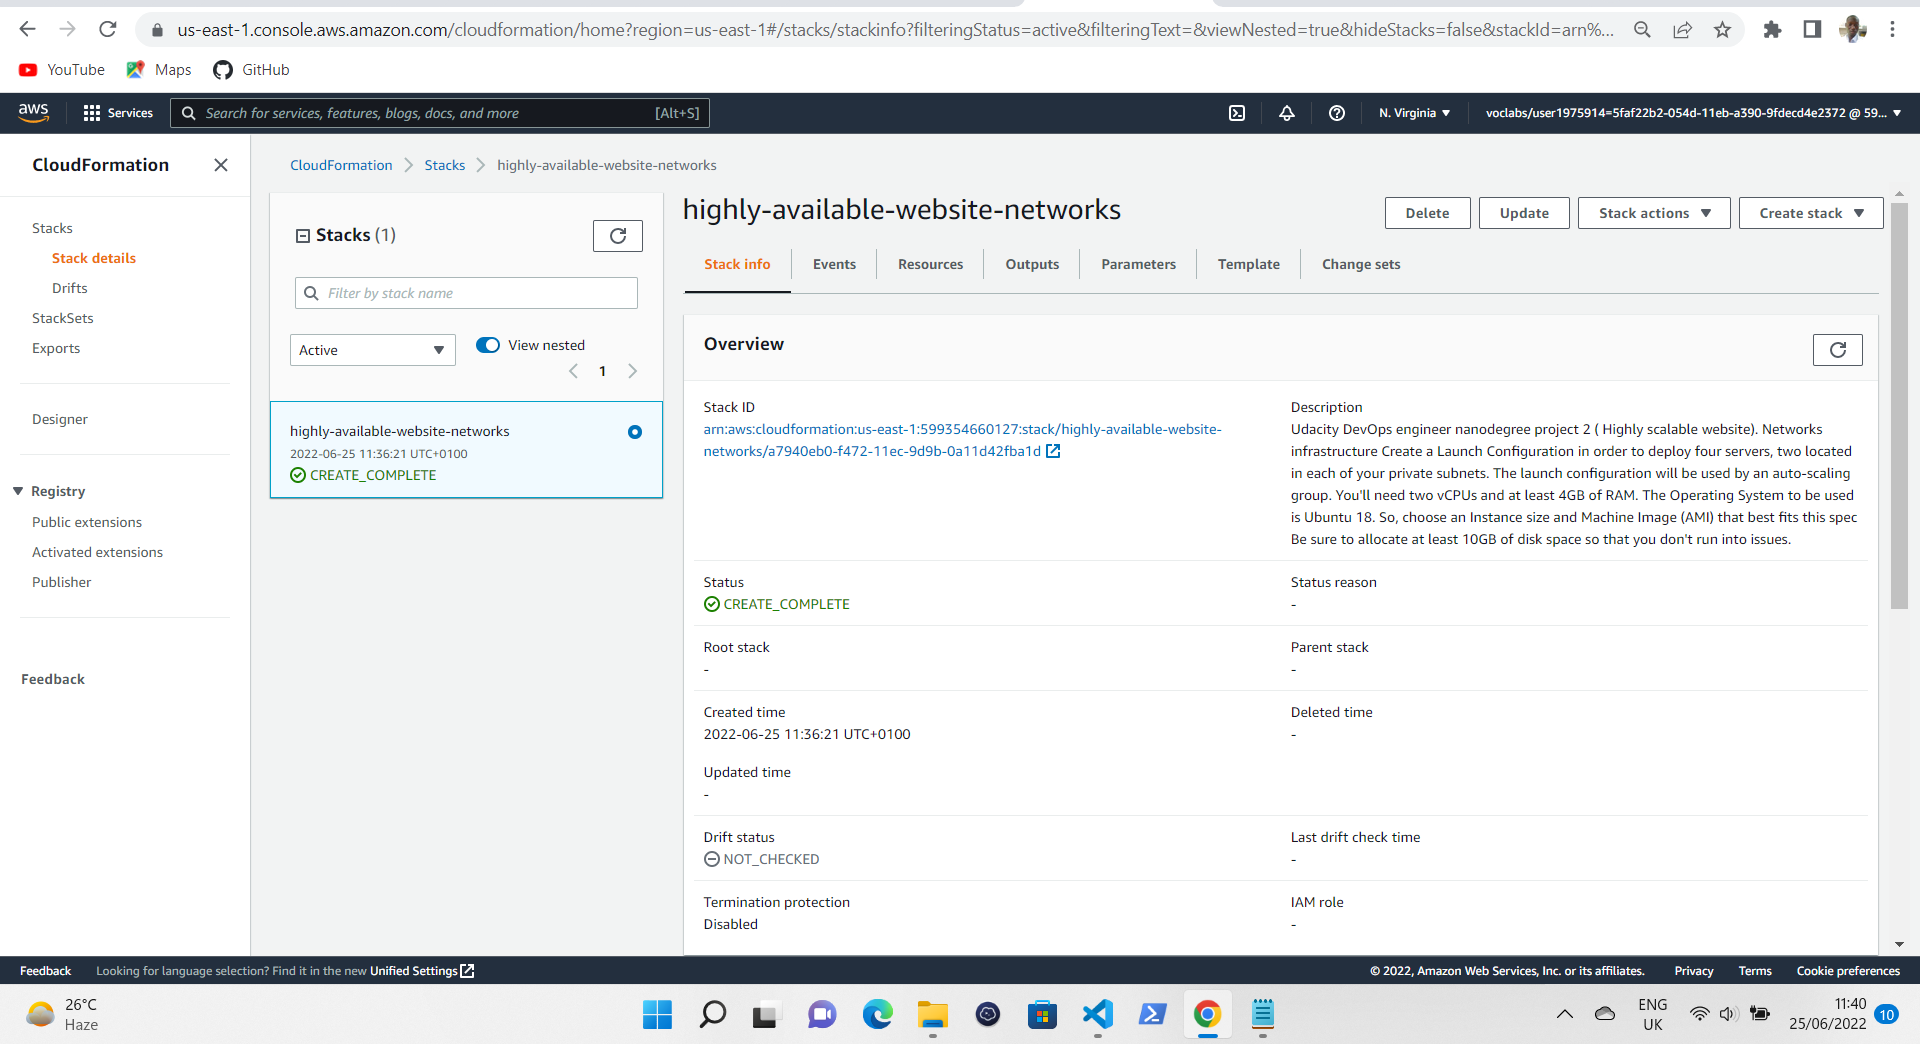 us-east-1.console.aws.amazon.com/cloudformation/home?region=us-east-1#/stacks/stackinfo?filteringStatus=active&filteringText=&viewNested=true&hideStacks=false&stackId=arn%...
YouTube Maps GitHub
aws Services Search for services, features, blogs, docs, and more [Alt+S] N. Virginia voclabs/user1975914=5faf22b2-054d-11eb-a390-9fdecd4e2372 @ 59...
CloudFormation
Stacks
Stack details
Drifts
StackSets
Exports
Designer
Registry
Public extensions
Activated extensions
Publisher
Feedback
CloudFormation Stacks highly-available-website-networks
Stacks (1)
Filter by stack name
Active View nested
1
highly-available-website-networks
2022-06-25 11:36:21 UTC+0100
CREATE_COMPLETE
highly-available-website-networks
Delete Update Stack actions Create stack
Stack info Events Resources Outputs Parameters Template Change sets
Overview
Stack ID
arn:aws:cloudformation:us-east-1:599354660127:stack/highly-available-website-
networks/a7940eb0-f472-11ec-9d9b-0a11d42fba1d
Description
Udacity DevOps engineer nanodegree project 2 ( Highly scalable website). Networks
infrastructure Create a Launch Configuration in order to deploy four servers, two located
in each of your private subnets. The launch configuration will be used by an auto-scaling
group. You'll need two vCPUs and at least 4GB of RAM. The Operating System to be used
is Ubuntu 18. So, choose an Instance size and Machine Image (AMI) that best fits this spec
Be sure to allocate at least 10GB of disk space so that you don't run into issues.
Status
CREATE_COMPLETE
Status reason
-
Root stack
-
Parent stack
-
Created time
2022-06-25 11:36:21 UTC+0100
Deleted time
-
Updated time
-
Drift status
NOT_CHECKED
Last drift check time
-
Termination protection
Disabled
IAM role
-
Feedback Looking for language selection? Find it in the new Unified Settings © 2022, Amazon Web Services, Inc. or its affiliates. Privacy Terms Cookie preferences
26°C
Haze
ENG
UK
11:40
25/06/2022
10